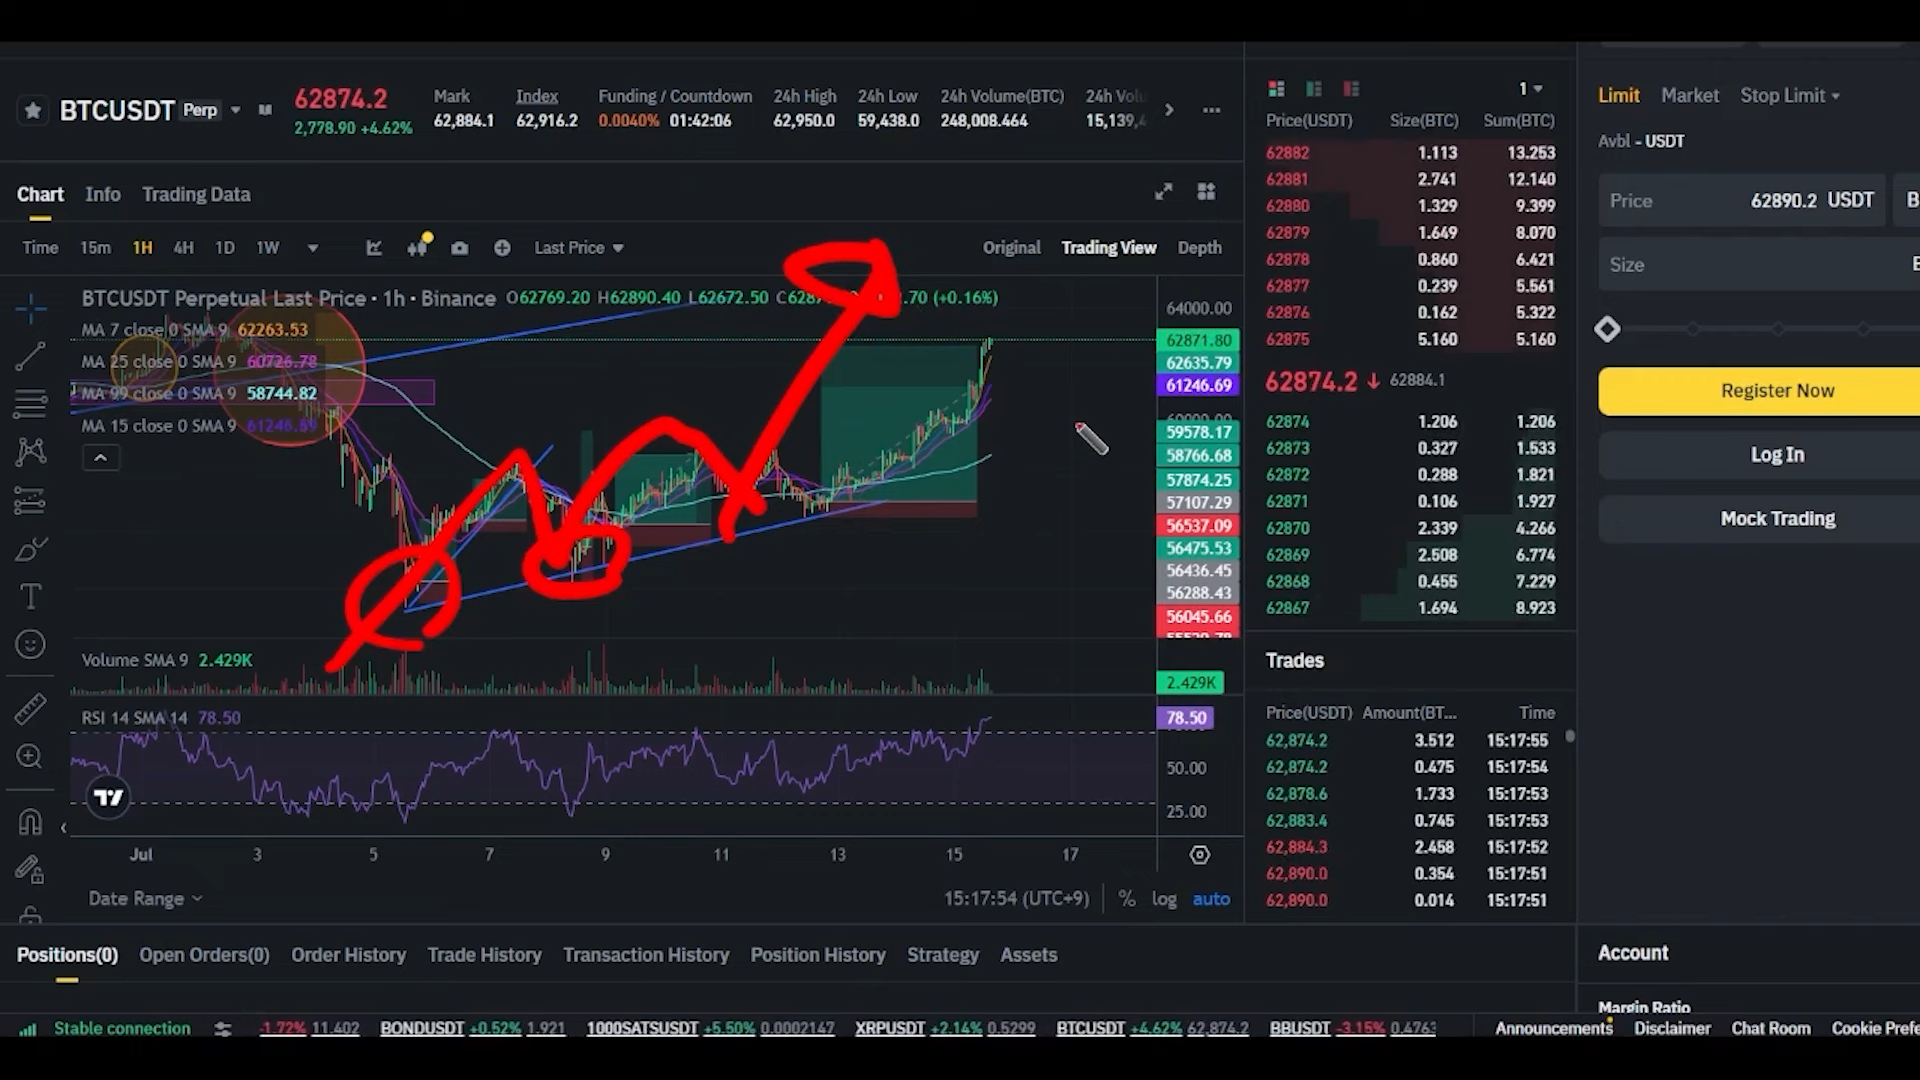 BTCUSDT Perp
62874.2
2,778.90 +4.62%
Mark
62,884.1
Index
62,916.2
Funding / Countdown
0.0040% 01:42:06
24h High
62,950.0
24h Low
59,438.0
24h Volume(BTC)
248,008.464
24h
15,139,
Chart Info Trading Data
Time 15m 1H 4H 1D 1W Last Price Original Trading View Depth
BTCUSDT Perpetual Last Price · 1h · Binance O62769.20 H62890.40 L62672.50 (+0.16%)
MA 7 close 0 SMA 9 62263.53
MA 25 close 0 SMA 9 60726.78
MA 99 close 0 SMA 9 58744.82
MA 15 close 0 SMA 9 61246.69
64000.00
62871.80
62635.79
61246.69
60000.00
59578.17
58766.68
57874.25
57107.29
56537.09
56475.53
56436.45
56288.43
56045.66
Volume SMA 9 2.429K
2.429K
RSI 14 SMA 14 78.50
78.50
50.00
25.00
Jul 3 5 7 9 11 13 15 17
Date Range
15:17:54 (UTC+9) % log auto
1
Price(USDT) Size(BTC) Sum(BTC)
62882 1.113 13.253
62881 2.741 12.140
62880 1.329 9.399
62879 1.649 8.070
62878 0.860 6.421
62877 0.239 5.561
62876 0.162 5.322
62875 5.160 5.160
62874.2 ↓ 62884.1
62874 1.206 1.206
62873 0.327 1.533
62872 0.288 1.821
62871 0.106 1.927
62870 2.339 4.266
62869 2.508 6.774
62868 0.455 7.229
62867 1.694 8.923
Trades
Price(USDT) Amount(BT... Time
62,874.2 3.512 15:17:55
62,874.2 0.475 15:17:54
62,878.6 1.733 15:17:53
62,883.4 0.745 15:17:53
62,884.3 2.458 15:17:52
62,890.0 0.354 15:17:51
62,890.0 0.014 15:17:51
Limit Market Stop Limit
Avbl - USDT
Price 62890.2 USDT
Size
Register Now
Log In
Mock Trading
Positions(0) Open Orders(0) Order History Trade History Transaction History Position History Strategy Assets
Account
Margin Ratio
Stable connection -1.72% 11.402 BONDUSDT +0.52% 1.921 1000SATSUSDT +5.50% 0.0002147 XRPUSDT +2.14% 0.5299 BTCUSDT +4.62% 62,874.2 BBUSDT -3.15% 0.4763
Announcements Disclaimer Chat Room Cookie